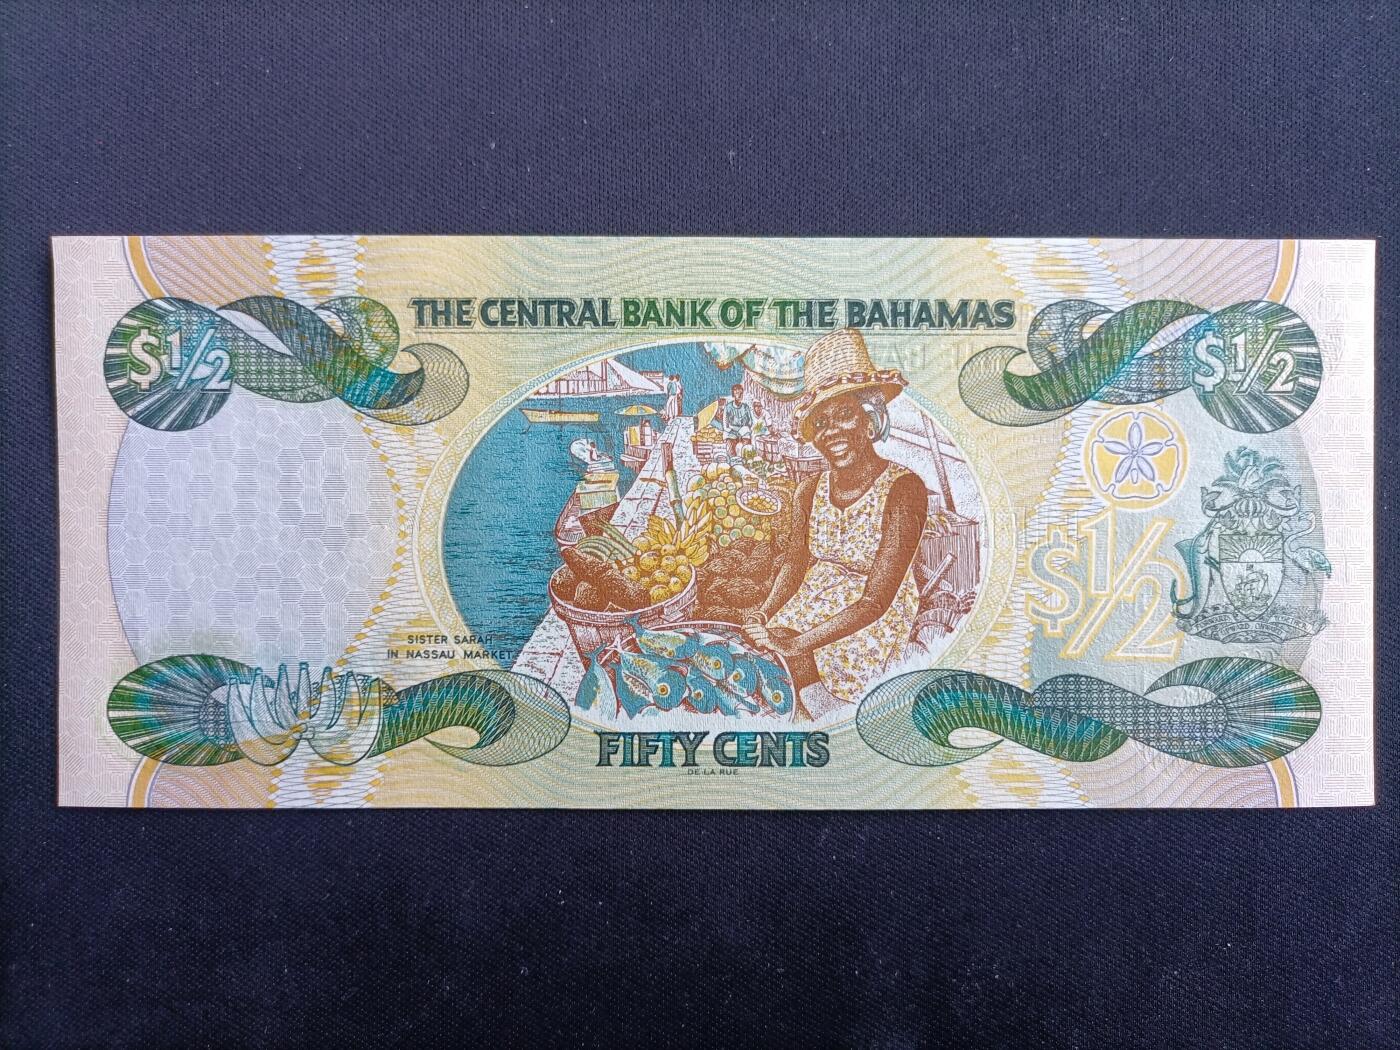 THE CENTRAL BANK OF THE BAHAMAS
$1/2
$1/2
$1/2
SISTER SARAH
IN NASSAU MARKET
FIFTY CENTS
DE LA RUE